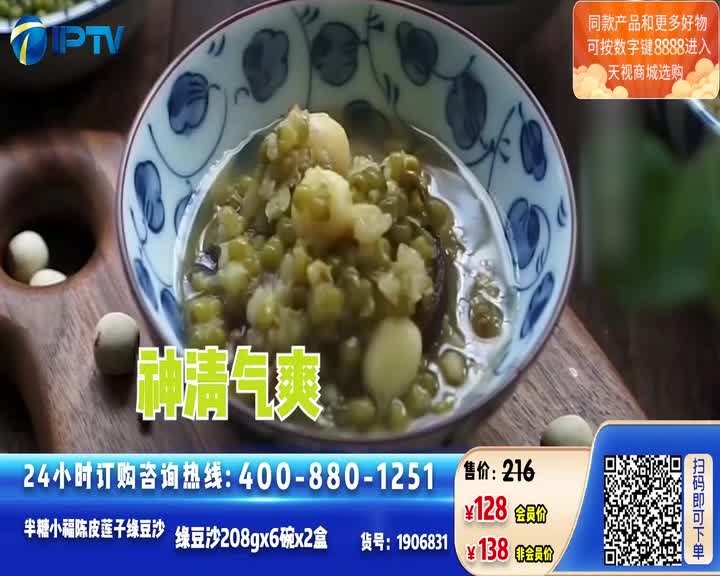 IPTV
同款产品和更多好物
可按数字键8888进入
天视商城选购
神清气爽
24小时订购咨询热线:400-880-1251
半糖小福陈皮莲子绿豆沙
绿豆沙208gx6碗x2盒
货号：1906831
售价：216
¥128 会员价
¥138 非会员价
扫码即可下单